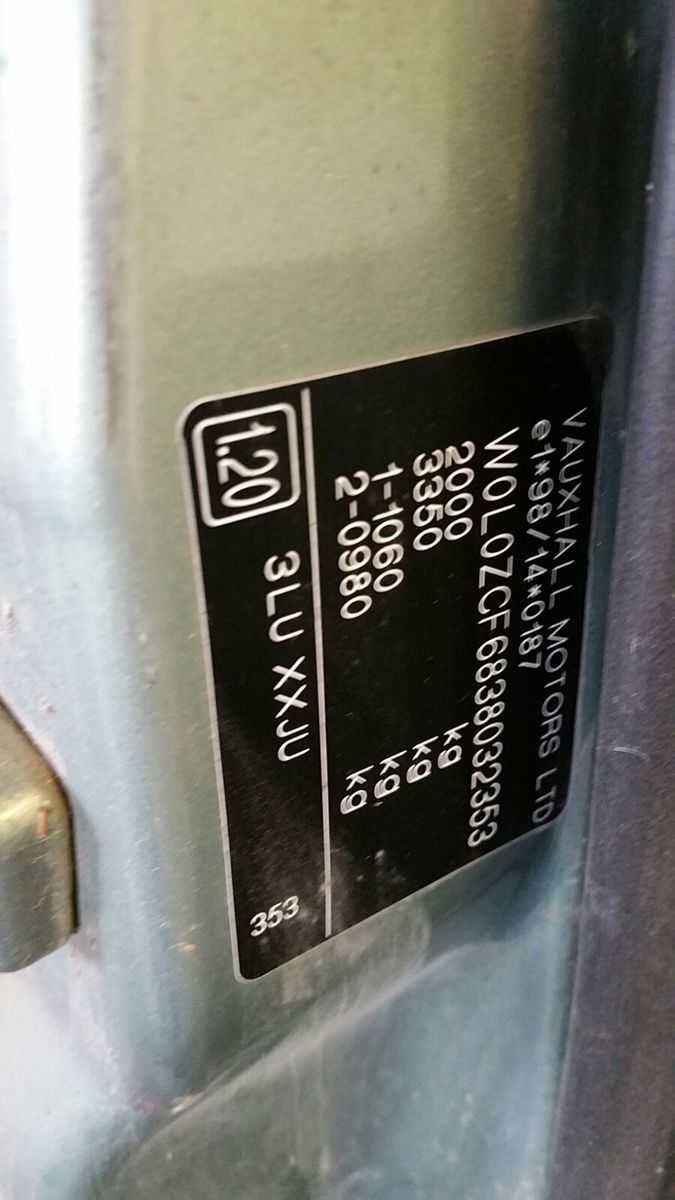 VAUXHALL MOTORS LTD
e1*98/14*0187
W0L0ZCF6838032353
2000 kg
3350 kg
1-1060 kg
2-0980 kg
1.20 3LU XXJU 353